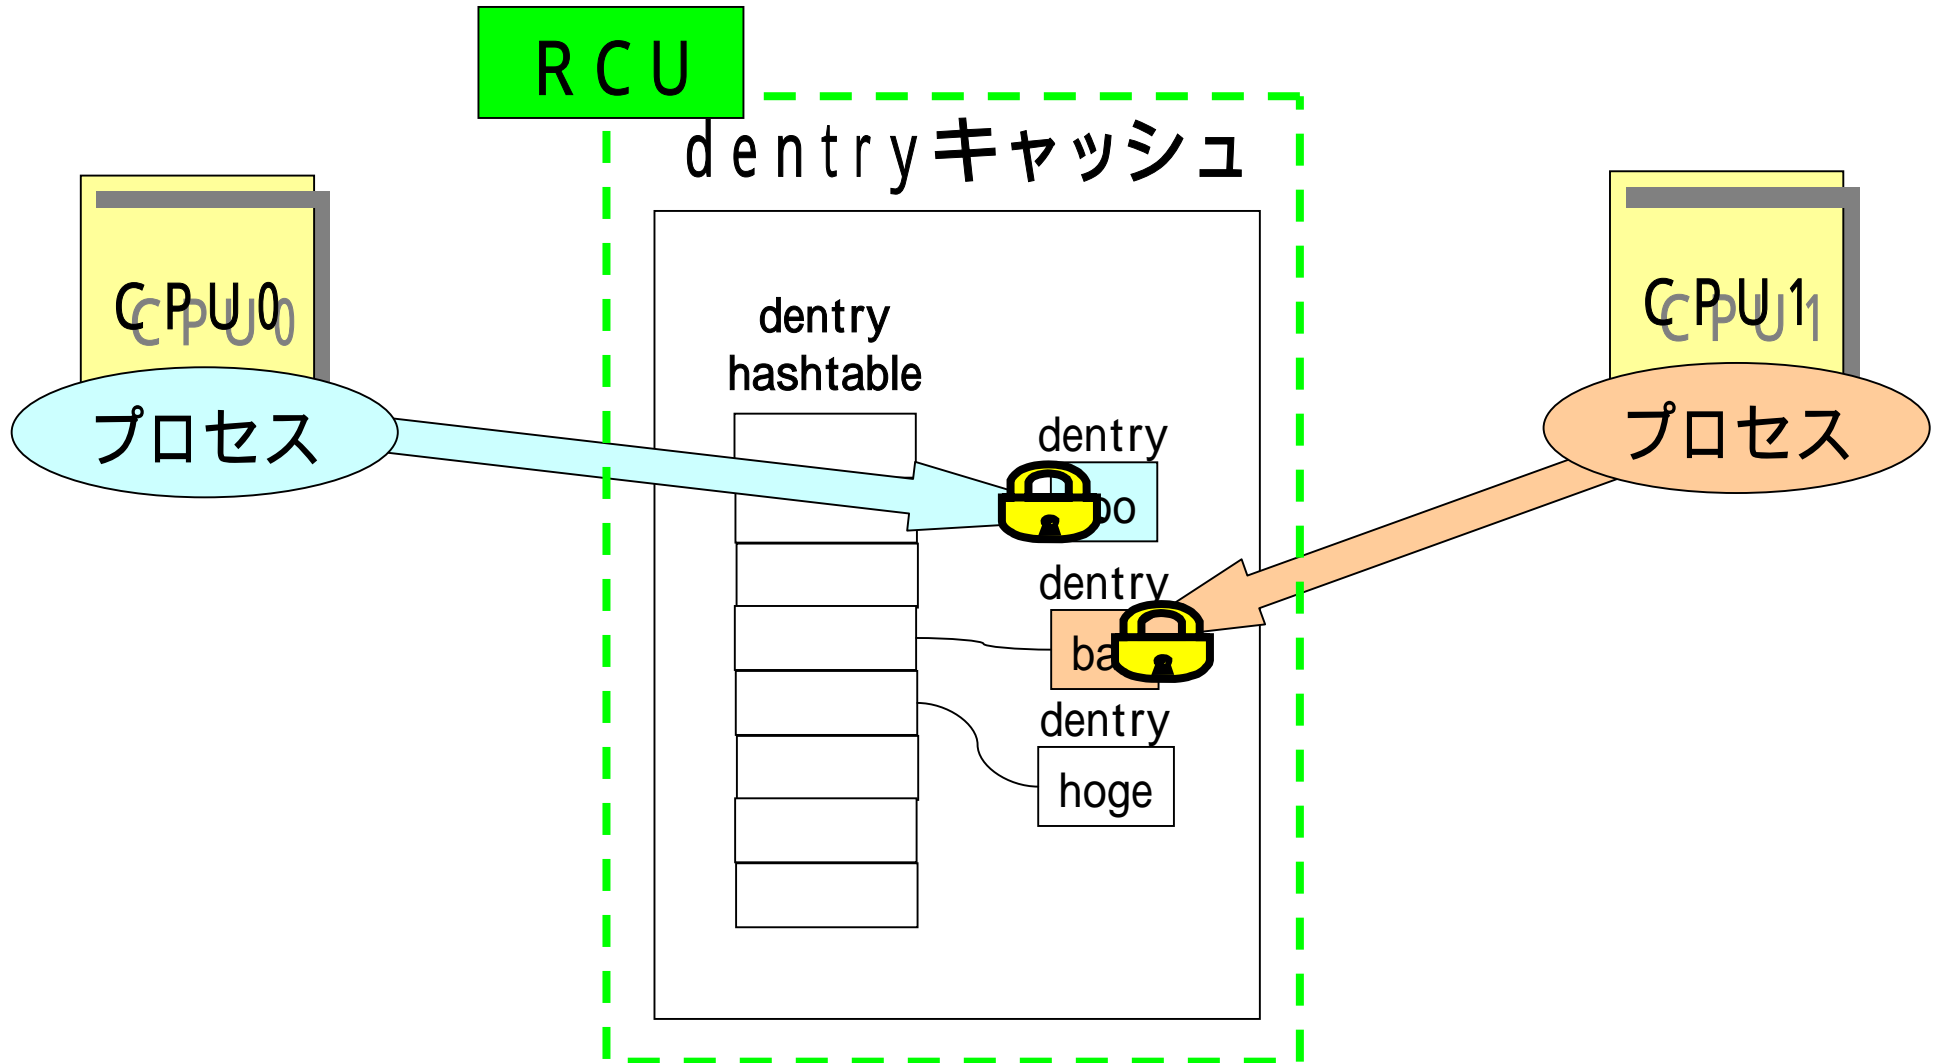 RCU
dentryキャッシュ
CPU0
プロセス
CPU1
プロセス
dentry
hashtable
dentry
dentry
dentry
hoge